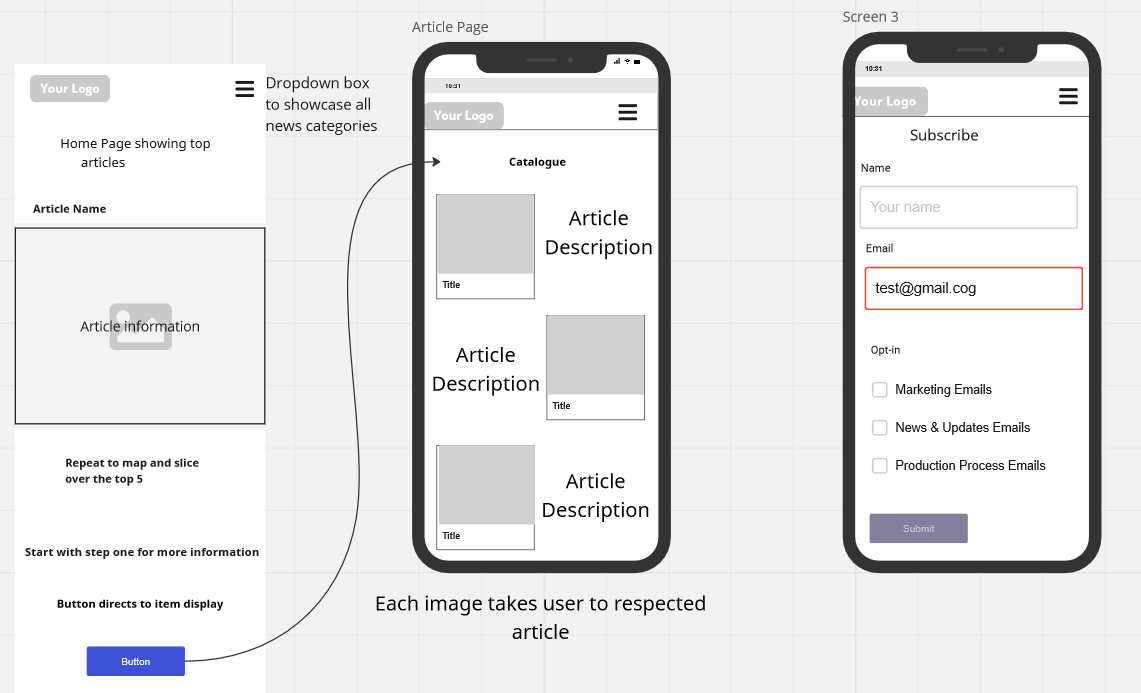 Your Logo
Home Page showing top
articles
Article Name
Article information
Repeat to map and slice
over the top 5
Start with step one for more information
Button directs to item display
Button
Dropdown box
to showcase all
news categories
Article Page
10:31
Your Logo
Catalogue
Article
Description
Title
Article
Description
Title
Article
Description
Title
Each image takes user to respected
article
Screen 3
10:31
Your Logo
Subscribe
Name
Your name
Email
test@gmail.cog
Opt-in
Marketing Emails
News & Updates Emails
Production Process Emails
Submit